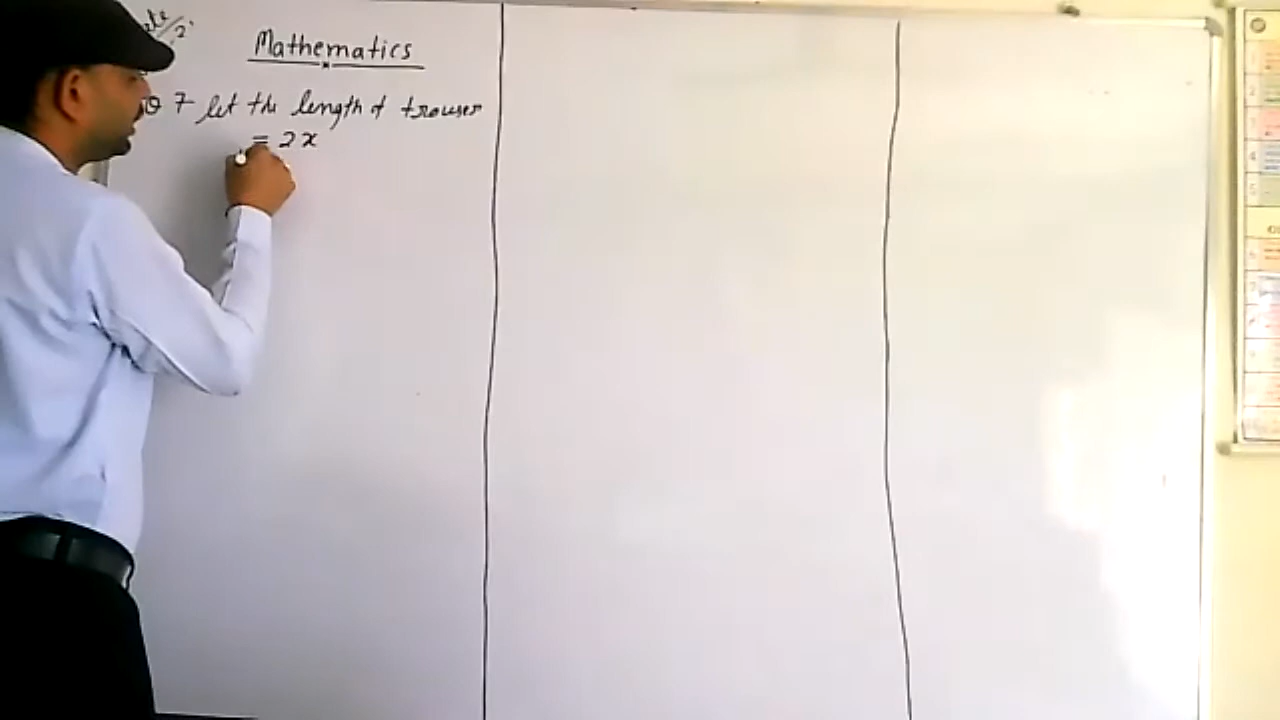 Mathematics
Q 7 let the length of trouser
= 2x